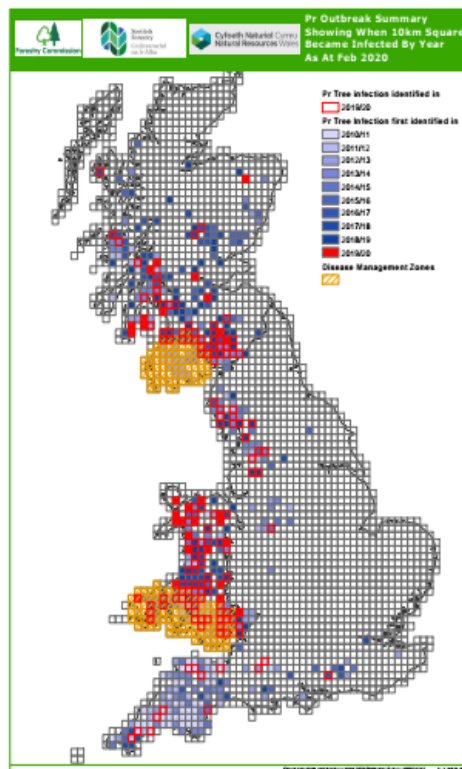 Forestry Commission
Scottish
Forestry
Cyfoeth Naturiol Cymru
Natural Resources Wales
Pr Outbreak Summary
Showing When 10km Square
Became Infected By Year
As At Feb 2020
Pr Tree infection identified in
2019/20
Pr Tree Infection first identified in
2010/11
2011/12
2012/13
2013/14
2014/15
2015/16
2016/17
2017/18
2018/19
2019/20
Disease Management Zones